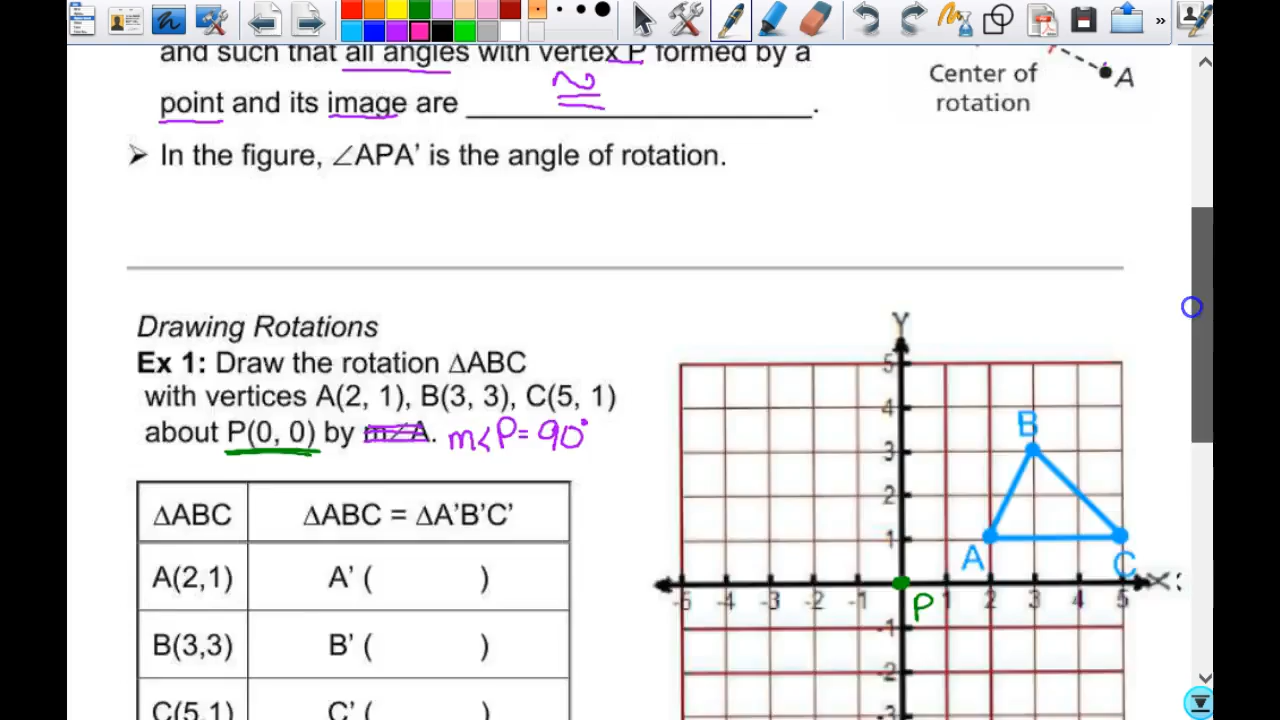 and such that all angles with vertex P formed by a
point and its image are ≅ .
Center of
rotation
A
➢ In the figure, ∠APA’ is the angle of rotation.
Drawing Rotations
Ex 1: Draw the rotation ΔABC
with vertices A(2, 1), B(3, 3), C(5, 1)
about P(0, 0) by m∠A. m<P=90°
ΔABC ΔABC = ΔA’B’C’
A(2,1) A’ ( )
B(3,3) B’ ( )
C(5,1) C’ (
Y
5
4
B
3
2
1
A C
X
-5 -4 -3 -2 -1 1 2 3 4 5
P
-1
-2
-3